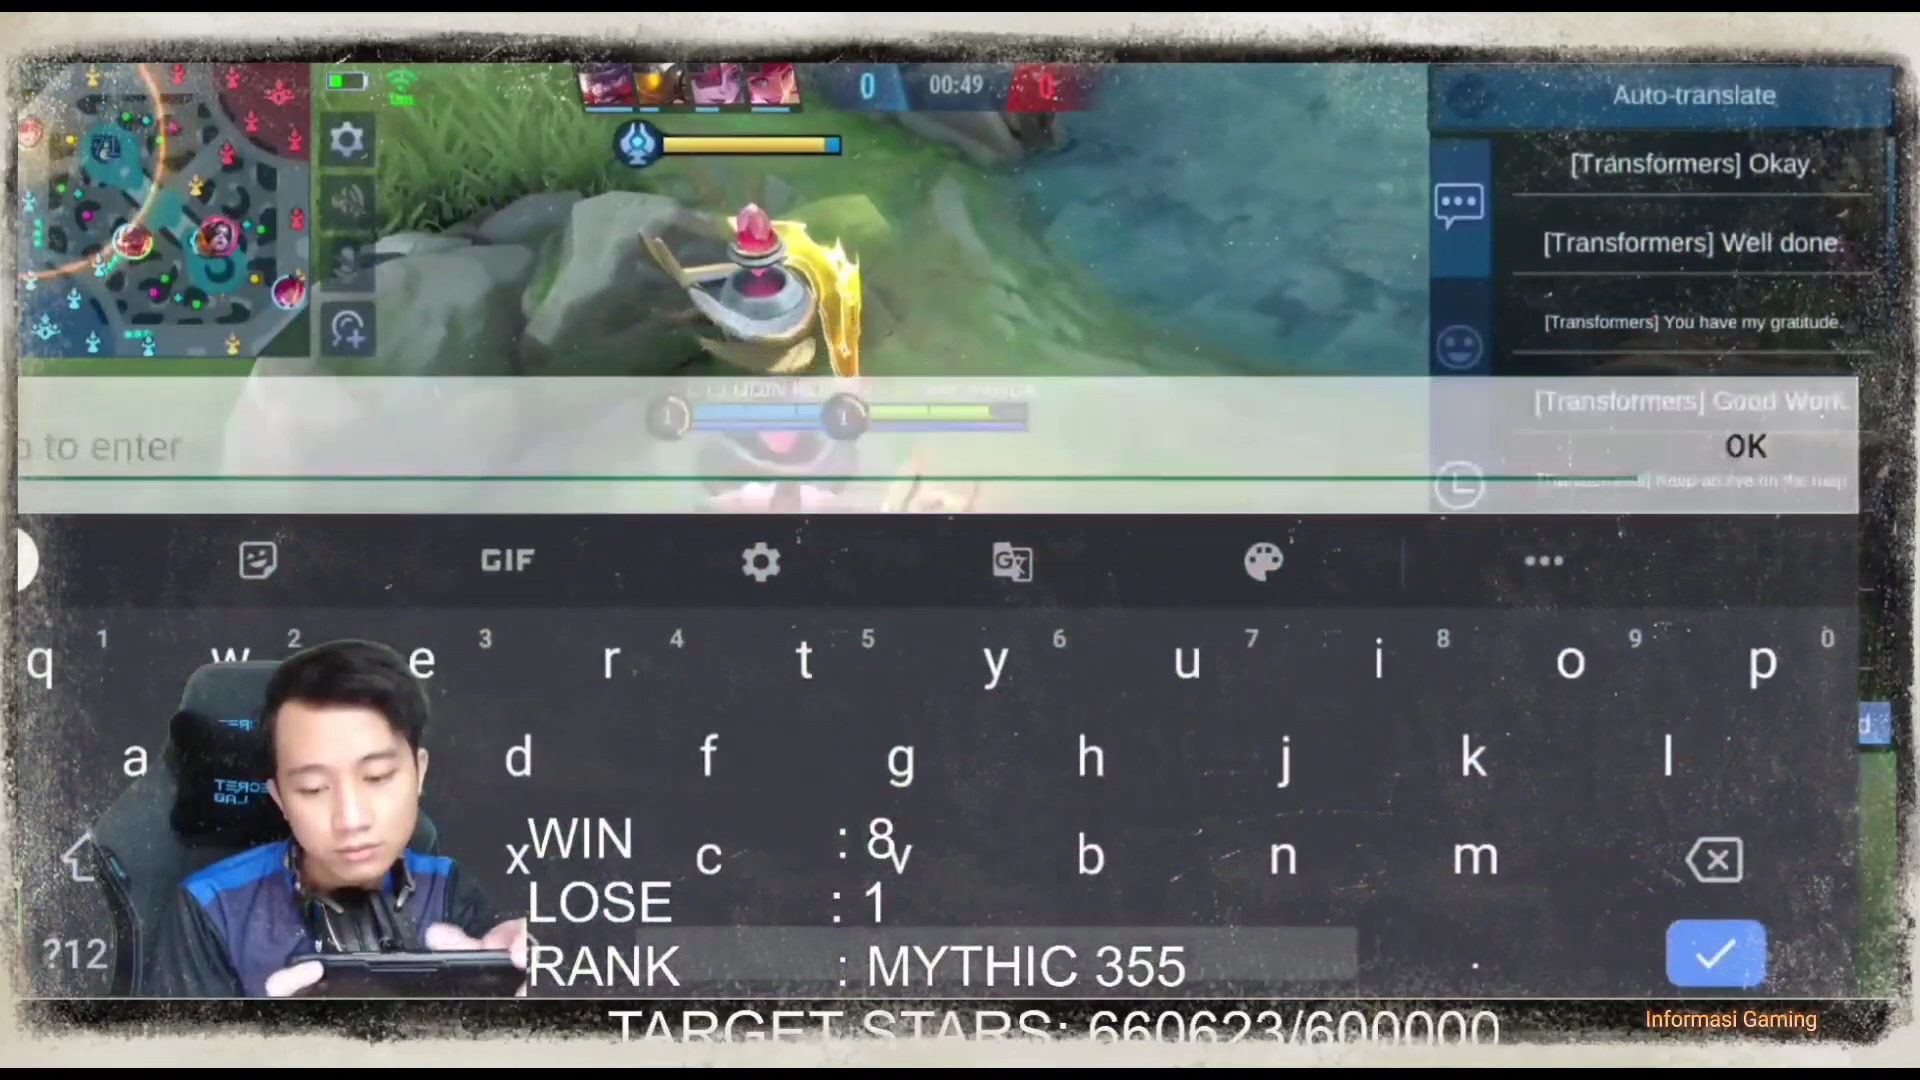 0
00:49
0
Auto-translate
[Transformers] Okay.
[Transformers] Well done.
[Transformers] You have my gratitude.
[Transformers] Good Work.
to enter
OK
1
1
GIF
q 1 w 2 e 3 r 4 t 5 y 6 u 7 i 8 o 9 p 0
a d f g h j k l
x c v b n m
?12 .
WIN : 8
LOSE : 1
RANK : MYTHIC 355
TARGET STARS: 660623/600000
Informasi Gaming